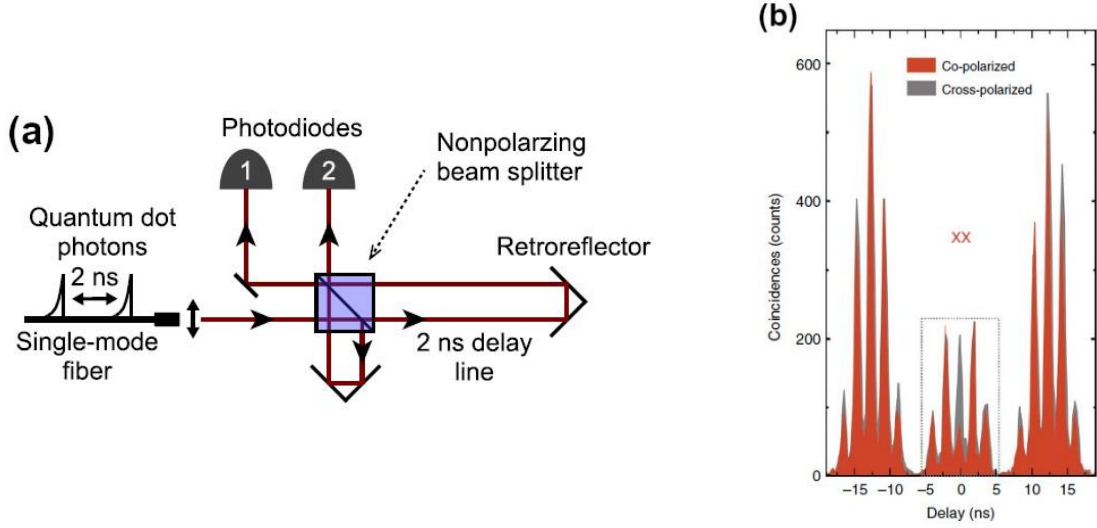 (a)
Photodiodes
1
2
Nonpolarzing
beam splitter
Quantum dot
photons
2 ns
Single-mode
fiber
Retroreflector
2 ns delay
line
(b)
Co-polarized
Cross-polarized
XX
Coincidences (counts)
600
400
200
0
−15 −10 −5 0 5 10 15
Delay (ns)